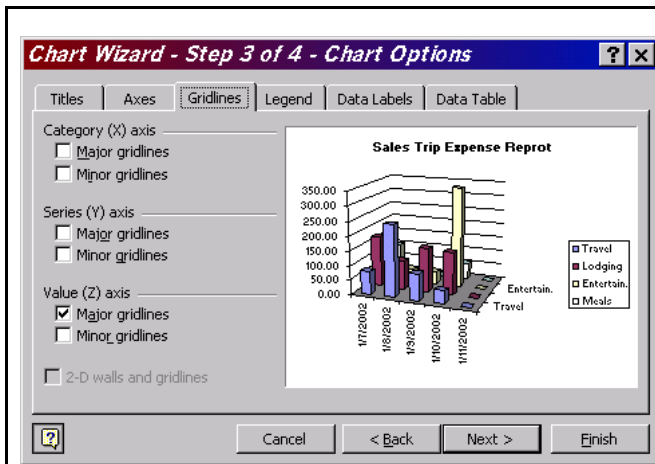 Chart Wizard - Step 3 of 4 - Chart Options
Titles Axes Gridlines Legend Data Labels Data Table
Category (X) axis
Major gridlines
Minor gridlines
Series (Y) axis
Major gridlines
Minor gridlines
Value (Z) axis
Major gridlines
Minor gridlines
2-D walls and gridlines
Sales Trip Expense Reprot
350.00
300.00
250.00
200.00
150.00
100.00
50.00
0.00
1/7/2002
1/8/2002
1/9/2002
1/10/2002
1/11/2002
Entertain.
Travel
Travel
Lodging
Entertain.
Meals
Cancel < Back Next > Finish